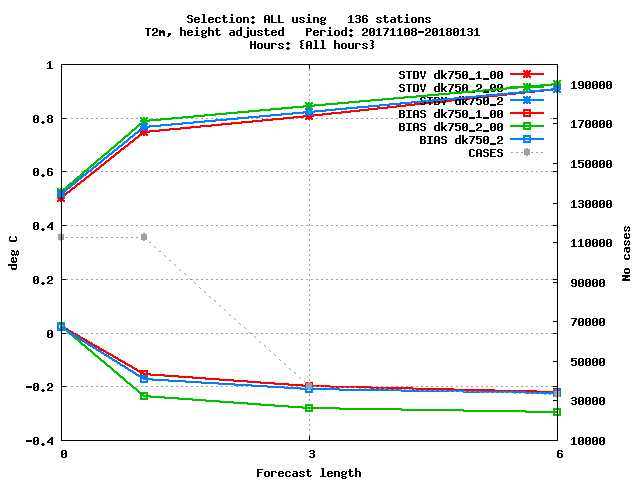 Selection: ALL using 136 stations
T2m, height adjusted Period: 20171108-20180131
Hours: {All hours}
1
0.8
0.6
0.4
0.2
0
-0.2
-0.4
deg C
STDV dk750_1_00
STDV dk750_2_00
STDV dk750_2
BIAS dk750_1_00
BIAS dk750_2_00
BIAS dk750_2
CASES
190000
170000
150000
130000
110000
90000
70000
50000
30000
10000
No cases
0 3 6
Forecast length